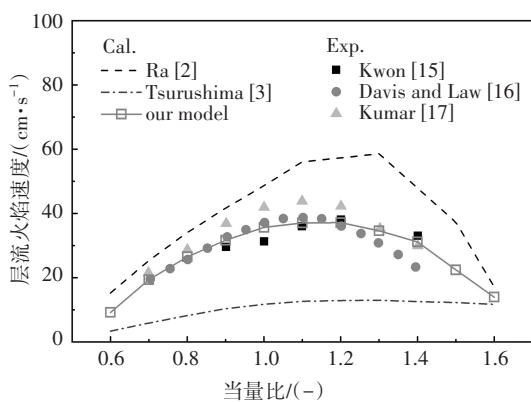 100
80
60
40
20
0
层流火焰速度/(cm·s⁻¹)
Cal.
Ra [2]
Tsurushima [3]
our model
Exp.
Kwon [15]
Davis and Law [16]
Kumar [17]
0.6 0.8 1.0 1.2 1.4 1.6
当量比/(-)